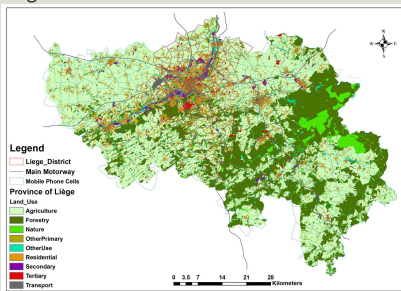 N
W E
S
Legend
Liege_District
Main Motorway
Mobile Phone Cells
Province of Liège
Land_Use
Agriculture
Forestry
Nature
OtherPrimary
OtherUse
Residential
Secondary
Tertiary
Transport
0 3.5 7 14 21 28
Kilometers